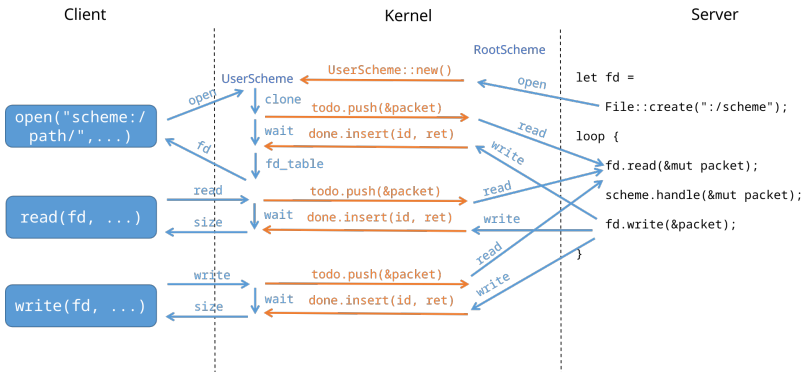 Client
Kernel
Server
RootScheme
UserScheme::new()
UserScheme
open
let fd =
open
clone
File::create(":/scheme");
todo.push(&packet)
open("scheme:/
path/",...)
read
wait
done.insert(id, ret)
loop {
fd
write
fd_table
fd.read(&mut packet);
read
todo.push(&packet)
read
scheme.handle(&mut packet);
read(fd, ...)
size
wait
done.insert(id, ret)
write
fd.write(&packet);
read
}
write
todo.push(&packet)
write
write(fd, ...)
size
wait
done.insert(id, ret)